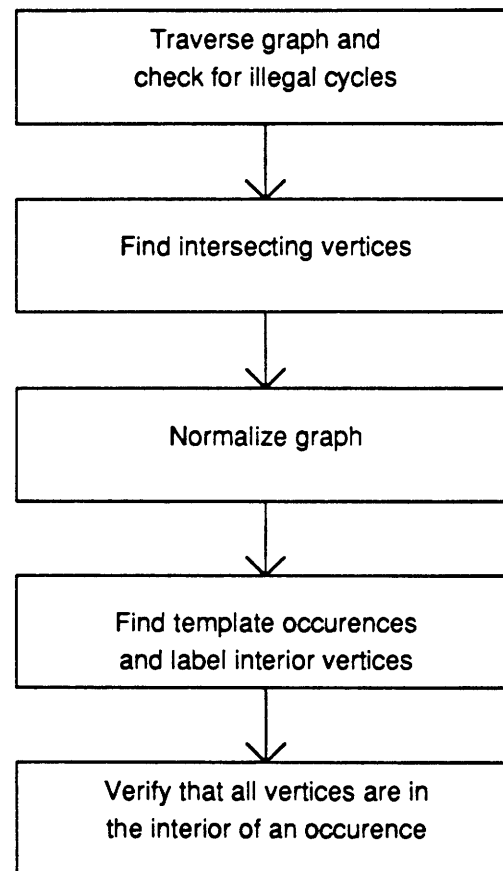 Traverse graph and
check for illegal cycles
Find intersecting vertices
Normalize graph
Find template occurences
and label interior vertices
Verify that all vertices are in
the interior of an occurence